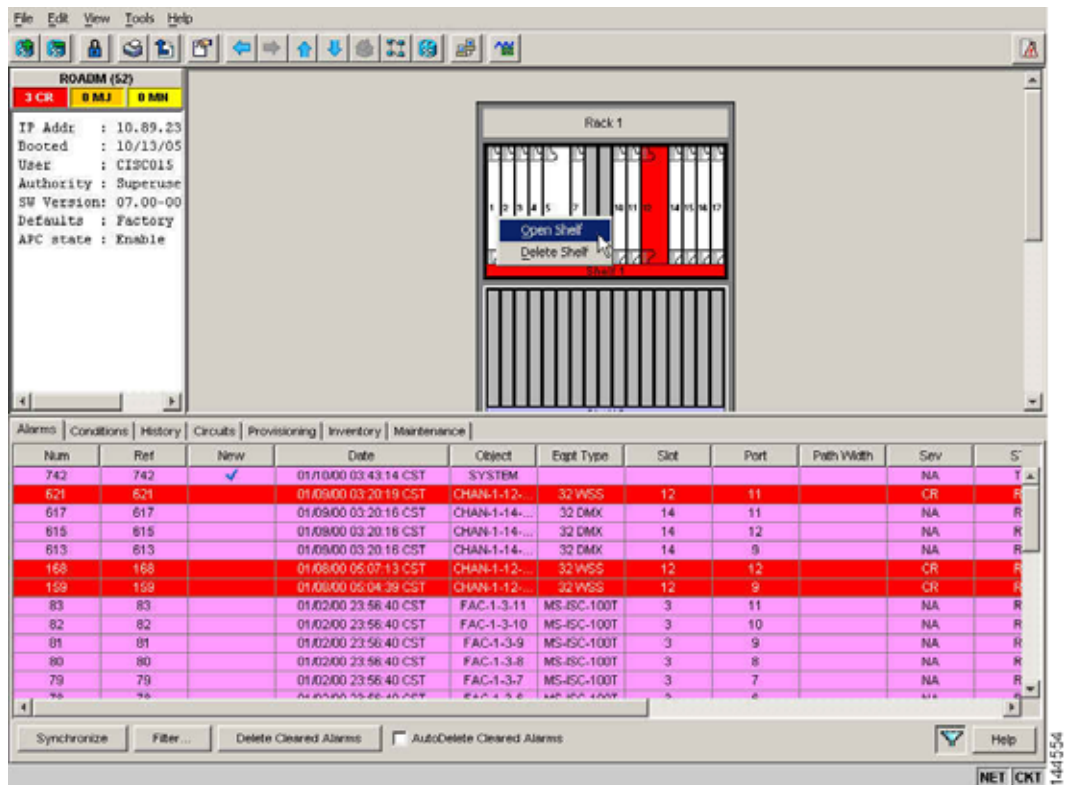 File Edit View Tools Help
ROADM (52)
3 CR 0 MJ 0 MN
IP Addr : 10.89.23
Booted : 10/13/05
User : CISCO15
Authority : Superuse
SW Version: 07.00-00
Defaults : Factory
APC state : Enable
Rack 1
1 2 3 4 5 7 10 11 12 14 15 16 17
Open Shelf
Delete Shelf
Shelf 1
Alarms Conditions History Circuits Provisioning Inventory Maintenance
Num Ref New Date Object Eqpt Type Slot Port Path Width Sev S
742 742 01/10/00 03:43:14 CST SYSTEM NA T
621 621 01/09/00 03:20:19 CST CHAN-1-12-... 32 WSS 12 11 CR R
617 617 01/09/00 03:20:16 CST CHAN-1-14-... 32 DMX 14 11 NA R
615 615 01/09/00 03:20:16 CST CHAN-1-14-... 32 DMX 14 12 NA R
613 613 01/09/00 03:20:16 CST CHAN-1-14-... 32 DMX 14 9 NA R
168 168 01/08/00 05:07:13 CST CHAN-1-12-... 32 WSS 12 12 CR R
159 159 01/08/00 05:04:39 CST CHAN-1-12-... 32 WSS 12 9 CR R
83 83 01/02/00 23:56:40 CST FAC-1-3-11 MS-ISC-100T 3 11 NA R
82 82 01/02/00 23:56:40 CST FAC-1-3-10 MS-ISC-100T 3 10 NA R
81 81 01/02/00 23:56:40 CST FAC-1-3-9 MS-ISC-100T 3 9 NA R
80 80 01/02/00 23:56:40 CST FAC-1-3-8 MS-ISC-100T 3 8 NA R
79 79 01/02/00 23:56:40 CST FAC-1-3-7 MS-ISC-100T 3 7 NA R
Synchronize Filter... Delete Cleared Alarms AutoDelete Cleared Alarms Help
NET CKT
144554